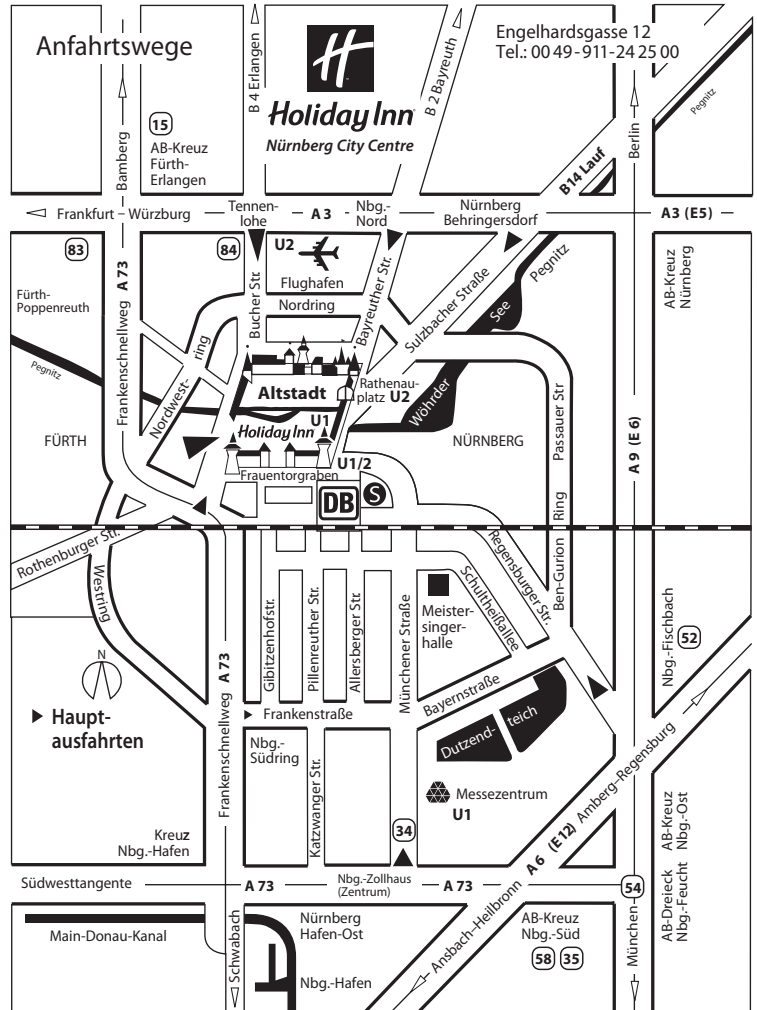 Anfahrtswege
B 4 Erlangen
Holiday Inn
Nürnberg City Centre
B 2 Bayreuth
Engelhardsgasse 12
Tel.: 00 49 - 911 - 24 25 00
Pegnitz
Berlin
B14 Lauf
Bamberg
15
AB-Kreuz
Fürth-
Erlangen
Frankfurt – Würzburg
Tennen-
lohe
A 3
Nbg.-
Nord
Nürnberg
Behringersdorf
A3 (E5)
83
84
U2
Flughafen
Nordring
Fürth-
Poppenreuth
Frankenschnellweg A 73
Bucher Str.
Bayreuther Str.
Sulzbacher Straße
Pegnitz
See
Wöhrder
AB-Kreuz
Nürnberg
Pegnitz
Nordwest-
ring
Altstadt
Rathenau-
platz U2
U1
Holiday Inn
FÜRTH
NÜRNBERG
Passauer Str
A 9 (E 6)
U1/2
Frauentorgraben
DB
S
Ring
Ben-Gurion
Rothenburger Str.
Westring
Regensburger Str.
Schultheißallee
Gibitzenhofstr.
Pillenreuther Str.
Allersberger Str.
Münchener Straße
Meister-
singer-
halle
Nbg.-Fischbach
52
N
Haupt-
ausfahrten
Frankenschnellweg A 73
Frankenstraße
Bayernstraße
Dutzend-
teich
Nbg.-
Südring
Katzwanger Str.
Messezentrum
U1
34
Kreuz
Nbg.-Hafen
A 6 (E12) Amberg–Regensburg
AB-Kreuz
Nbg.-Ost
Südwesttangente
A 73
Nbg.-Zollhaus
(Zentrum)
A 73
54
AB-Dreieck
Nbg.-Feucht
Main-Donau-Kanal
Schwabach
Nürnberg
Hafen-Ost
Nbg.-Hafen
Ansbach–Heilbronn
AB-Kreuz
Nbg.-Süd
58
35
München